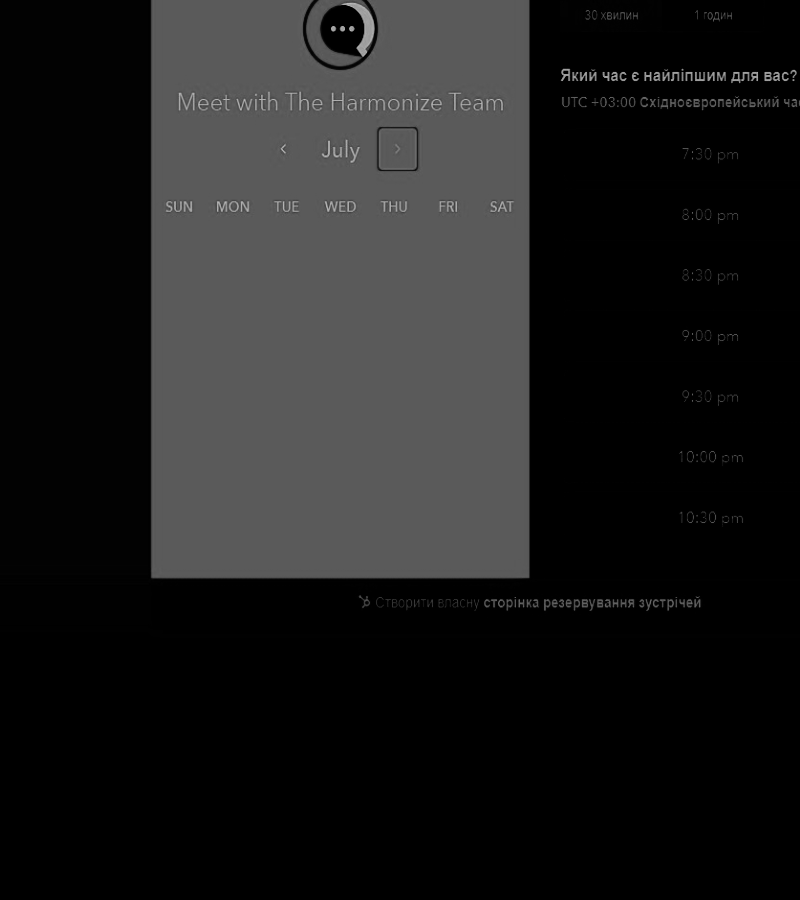 30 хвилин 1 годин
Який час є найліпшим для вас?
UTC +03:00 Східноєвропейський
Meet with The Harmonize Team
July
SUN MON TUE WED THU FRI SAT
7:30 pm
8:00 pm
8:30 pm
9:00 pm
9:30 pm
10:00 pm
10:30 pm
Створити власну сторінка резервування зустрічей